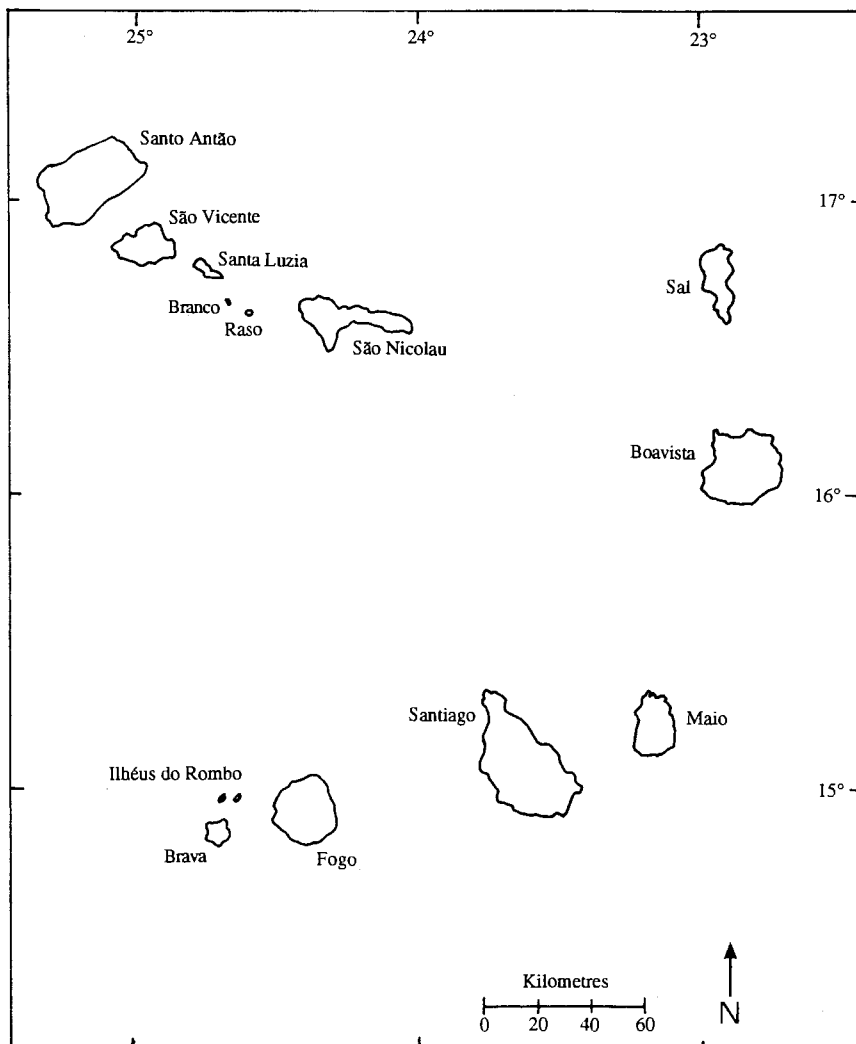 25°
24°
23°
Santo Antão
17°
São Vicente
Santa Luzia
Sal
Branco
Raso
São Nicolau
Boavista
16°
Santiago
Maio
Ilhéus do Rombo
15°
Brava
Fogo
Kilometres
0 20 40 60
N